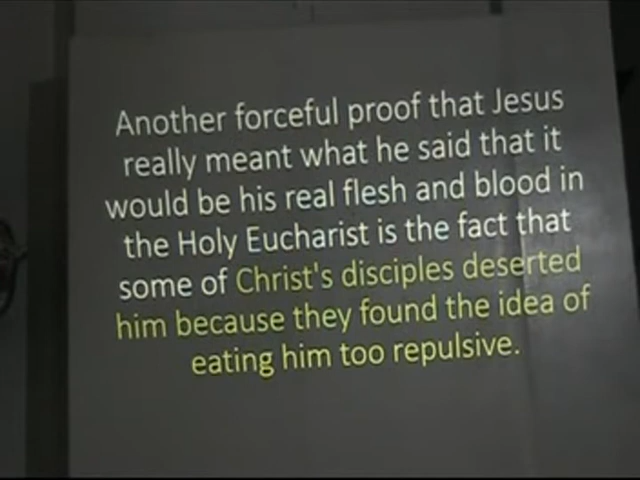 Another forceful proof that Jesus
really meant what he said that it
would be his real flesh and blood in
the Holy Eucharist is the fact that
some of Christ's disciples deserted
him because they found the idea of
eating him too repulsive.